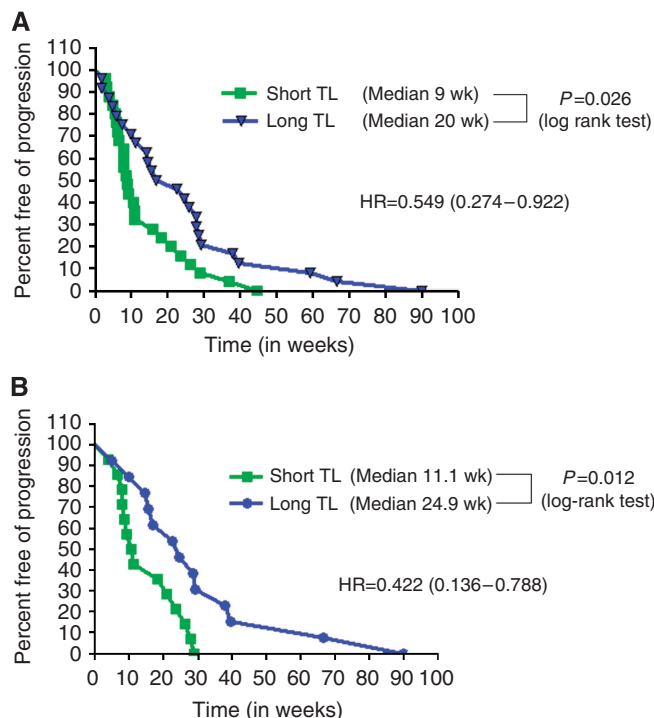 A
Percent free of progression
110
100
90
80
70
60
50
40
30
20
10
0
Short TL (Median 9 wk)
Long TL (Median 20 wk)
P=0.026
(log rank test)
HR=0.549 (0.274–0.922)
0 10 20 30 40 50 60 70 80 90 100
Time (in weeks)
B
Percent free of progression
110
100
90
80
70
60
50
40
30
20
10
0
Short TL (Median 11.1 wk)
Long TL (Median 24.9 wk)
P=0.012
(log-rank test)
HR=0.422 (0.136–0.788)
0 10 20 30 40 50 60 70 80 90 100
Time (in weeks)